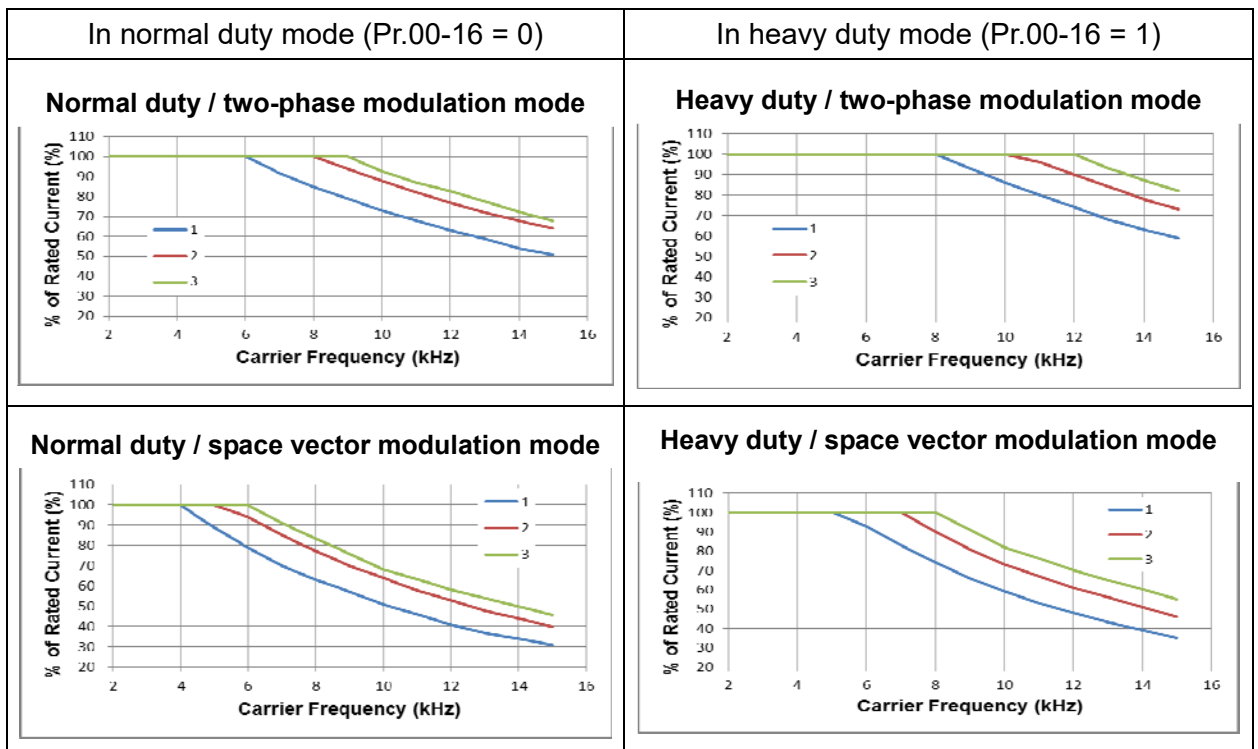 In normal duty mode (Pr.00-16 = 0)
In heavy duty mode (Pr.00-16 = 1)
Normal duty / two-phase modulation mode
% of Rated Current (%)
110
100
90
80
70
60
50
40
30
20
1
2
3
2 4 6 8 10 12 14 16
Carrier Frequency (kHz)
Heavy duty / two-phase modulation mode
% of Rated Current (%)
110
100
90
80
70
60
50
40
30
20
1
2
3
2 4 6 8 10 12 14 16
Carrier Frequency (kHz)
Normal duty / space vector modulation mode
% of Rated Current (%)
110
100
90
80
70
60
50
40
30
20
1
2
3
2 4 6 8 10 12 14 16
Carrier Frequency (kHz)
Heavy duty / space vector modulation mode
% of Rated Current (%)
110
100
90
80
70
60
50
40
30
20
1
2
3
2 4 6 8 10 12 14 16
Carrier Frequency (kHz)